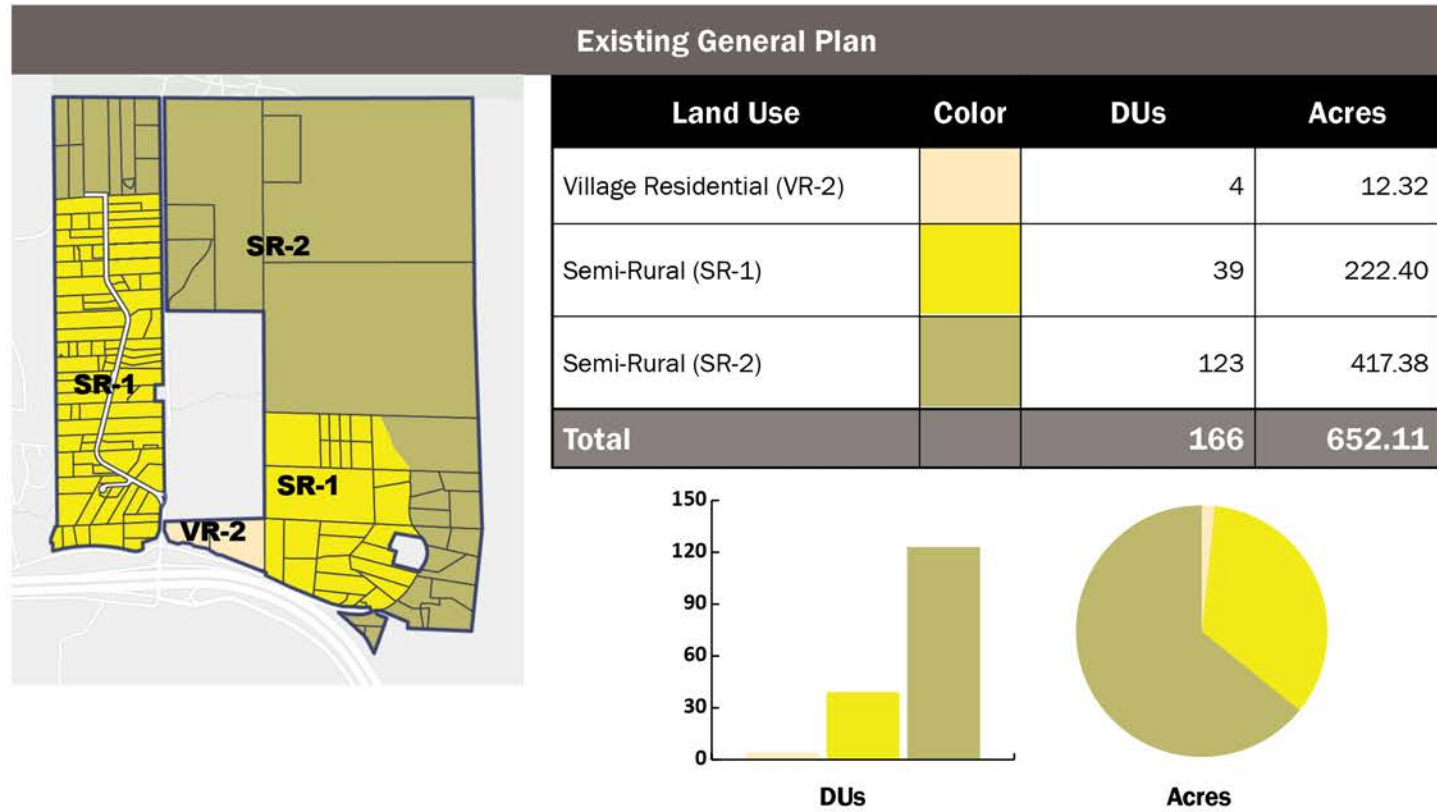 Existing General Plan
SR-2
SR-1
SR-1
VR-2
Land Use Color DUs Acres
Village Residential (VR-2) 4 12.32
Semi-Rural (SR-1) 39 222.40
Semi-Rural (SR-2) 123 417.38
Total 166 652.11
150
120
90
60
30
0
DUs
Acres